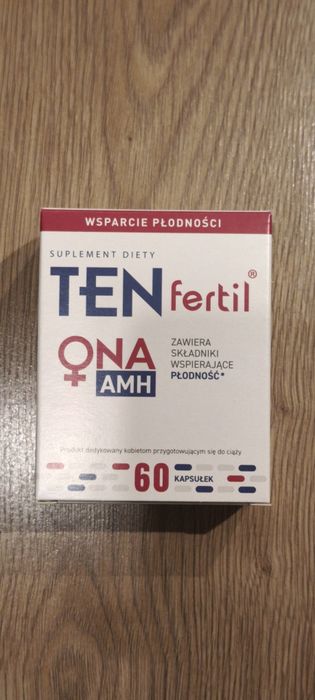 WSPARCIE PŁODNOŚCI
SUPLEMENT DIETY
TEN fertil®
ONA
AMH
ZAWIERA
SKŁADNIKI
WSPIERAJĄCE
PŁODNOŚĆ*
Produkt dedykowany kobietom przygotowującym się do ciąży
60 KAPSUŁEK